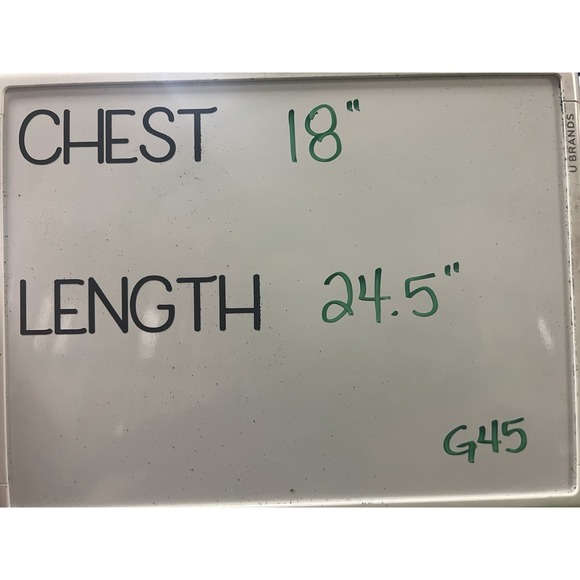 CHEST 18"
U BRANDS
LENGTH 24.5"
G45